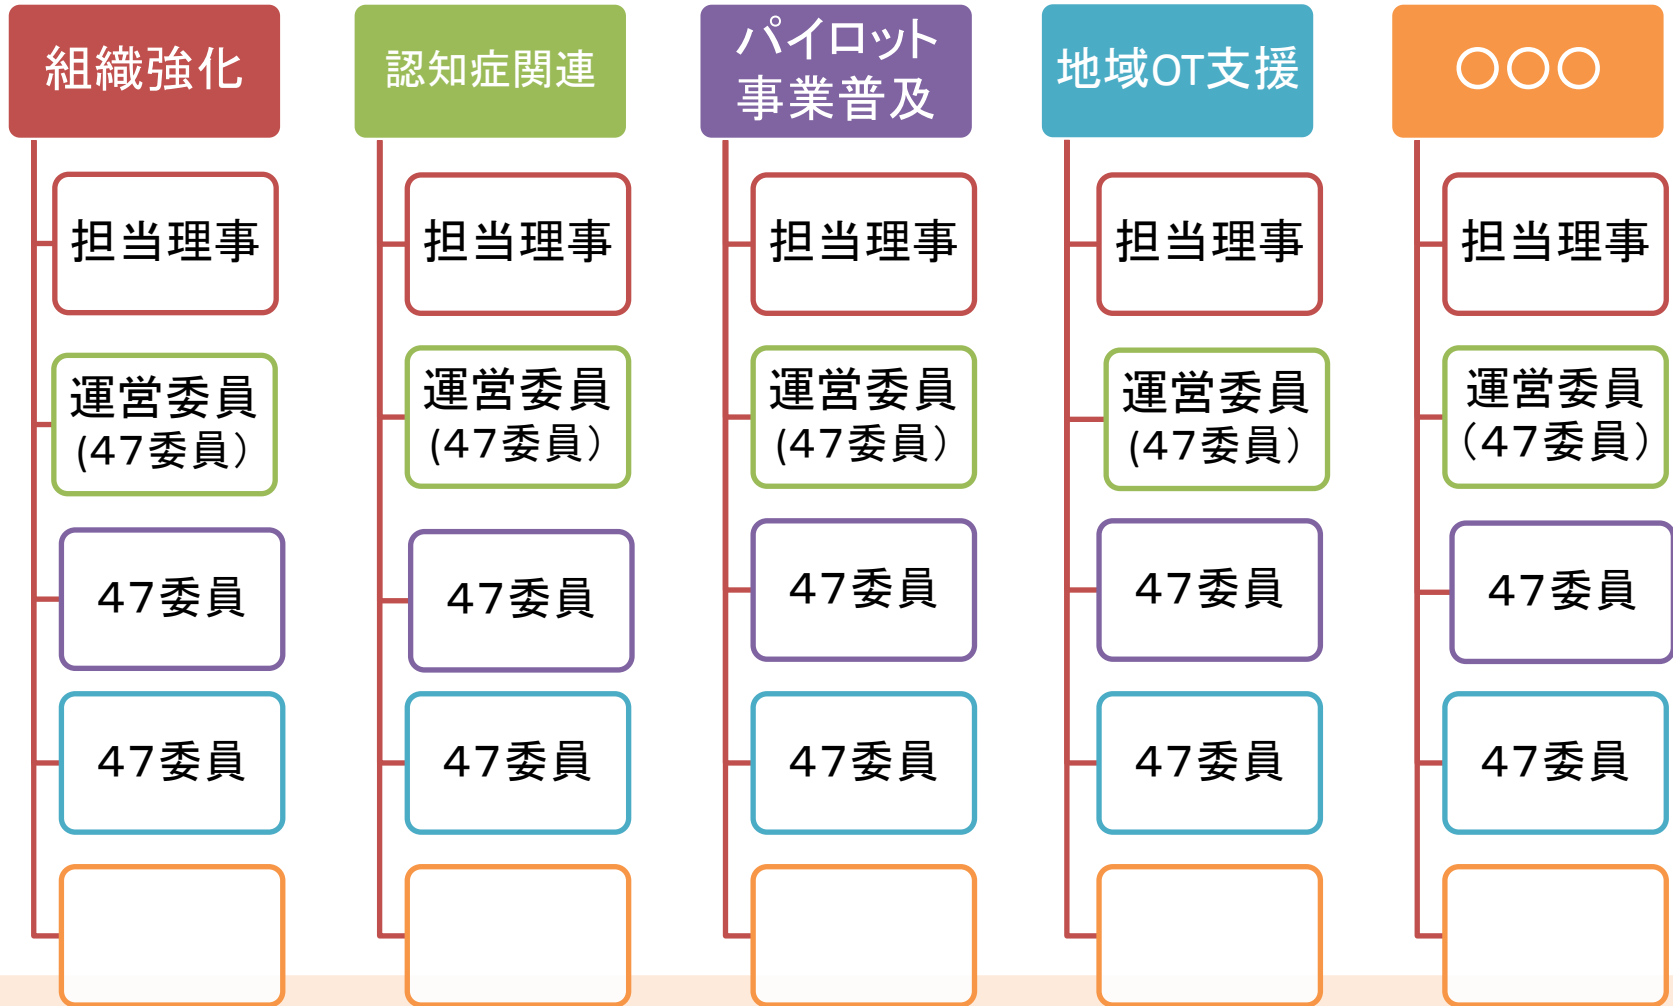 組織強化
担当理事
運営委員
(47委員）
47委員
47委員
認知症関連
担当理事
運営委員
(47委員）
47委員
47委員
パイロット
事業普及
担当理事
運営委員
(47委員）
47委員
47委員
地域OT支援
担当理事
運営委員
(47委員）
47委員
47委員
〇〇〇
担当理事
運営委員
（47委員）
47委員
47委員